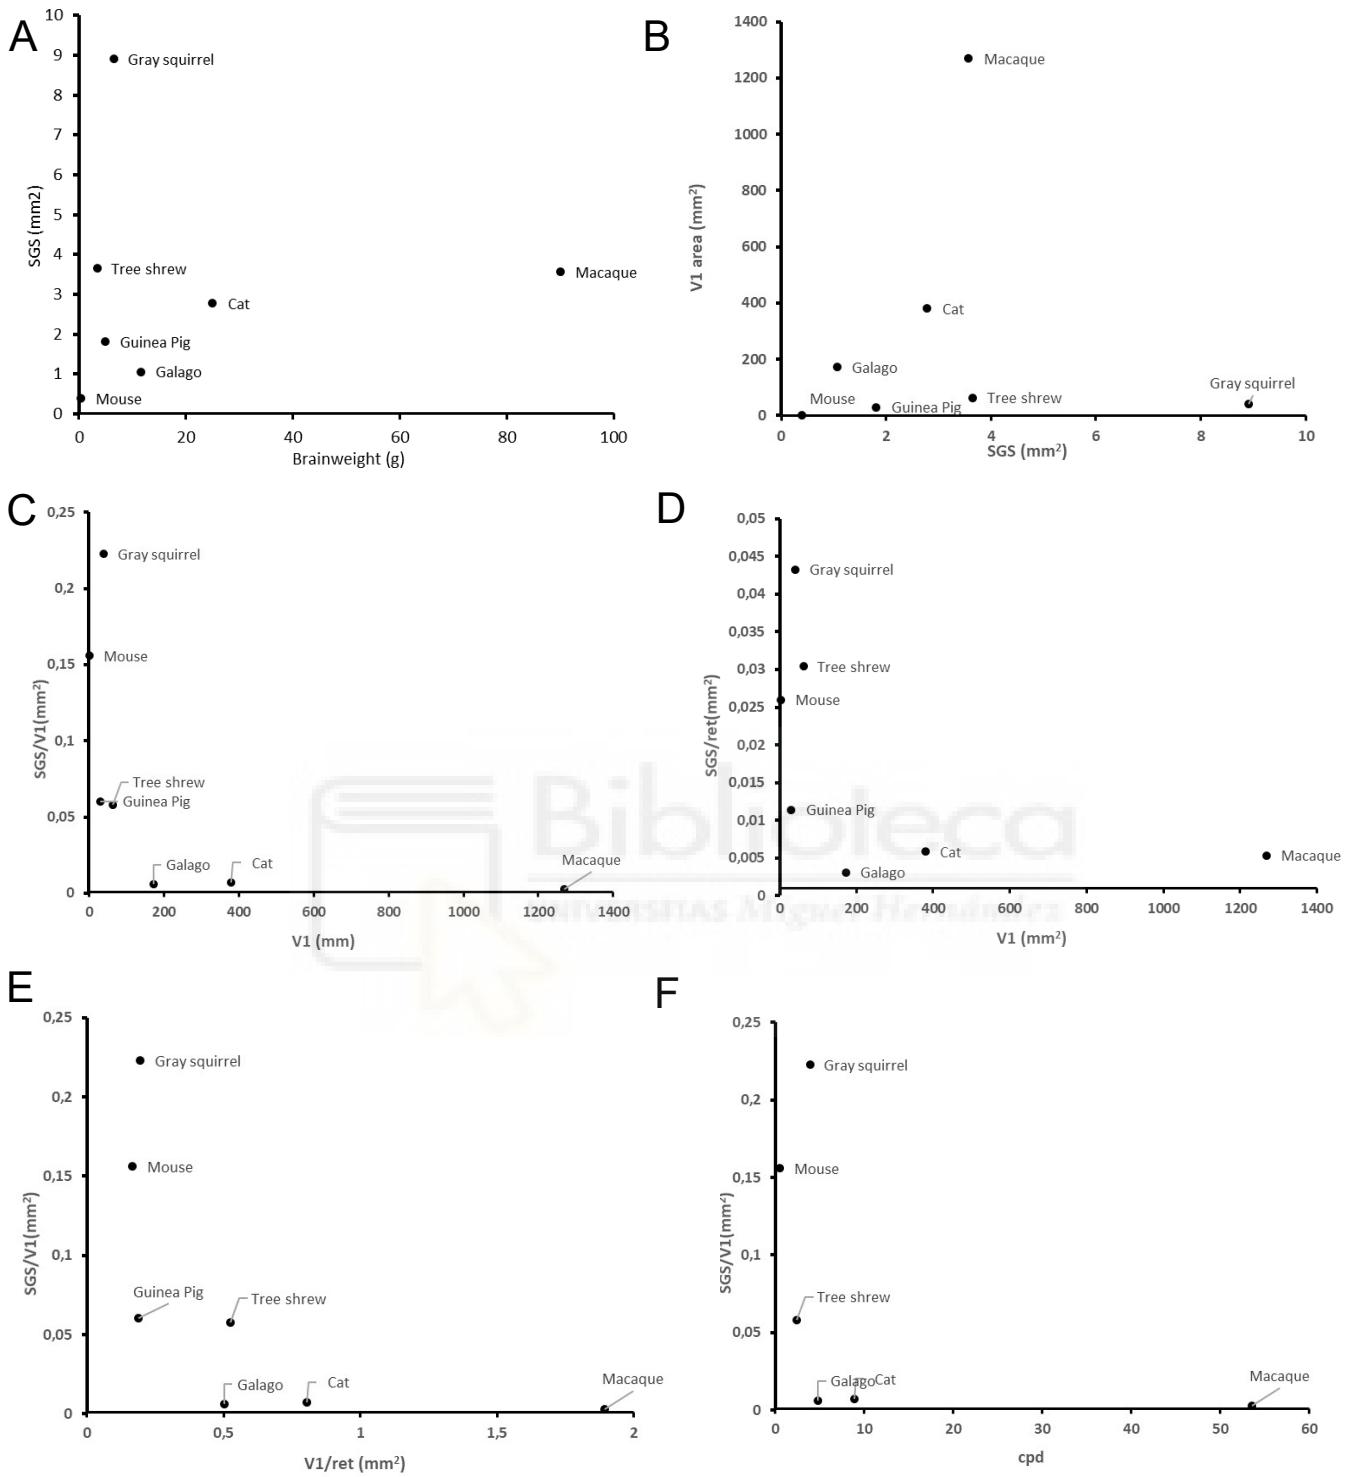 A
10
9
8
7
6
5
4
3
2
1
0
SGS (mm2)
Gray squirrel
Tree shrew
Macaque
Cat
Guinea Pig
Galago
Mouse
0 20 40 60 80 100
Brainweight (g)
B
1400
1200
1000
800
600
400
200
0
V1 area (mm²)
Macaque
Cat
Galago
Gray squirrel
Mouse
Tree shrew
Guinea Pig
0 2 4 6 8 10
SGS (mm²)
C
0,25
0,2
0,15
0,1
0,05
0
SGS/V1(mm²)
Gray squirrel
Mouse
Tree shrew
Guinea Pig
Galago
Cat
Macaque
0 200 400 600 800 1000 1200 1400
V1 (mm)
D
0,05
0,045
0,04
0,035
0,03
0,025
0,02
0,015
0,01
0,005
0
SGS/ret(mm²)
Gray squirrel
Tree shrew
Mouse
Guinea Pig
Cat
Macaque
Galago
0 200 400 600 800 1000 1200 1400
V1 (mm²)
Biblioteca
UNIVERSITAS Miguel Hernández
E
0,25
0,2
0,15
0,1
0,05
0
SGS/V1(mm²)
Gray squirrel
Mouse
Guinea Pig
Tree shrew
Galago
Cat
Macaque
0 0,5 1 1,5 2
V1/ret (mm²)
F
0,25
0,2
0,15
0,1
0,05
0
SGS/V1(mm²)
Gray squirrel
Mouse
Tree shrew
Galago
Cat
Macaque
0 10 20 30 40 50 60
cpd